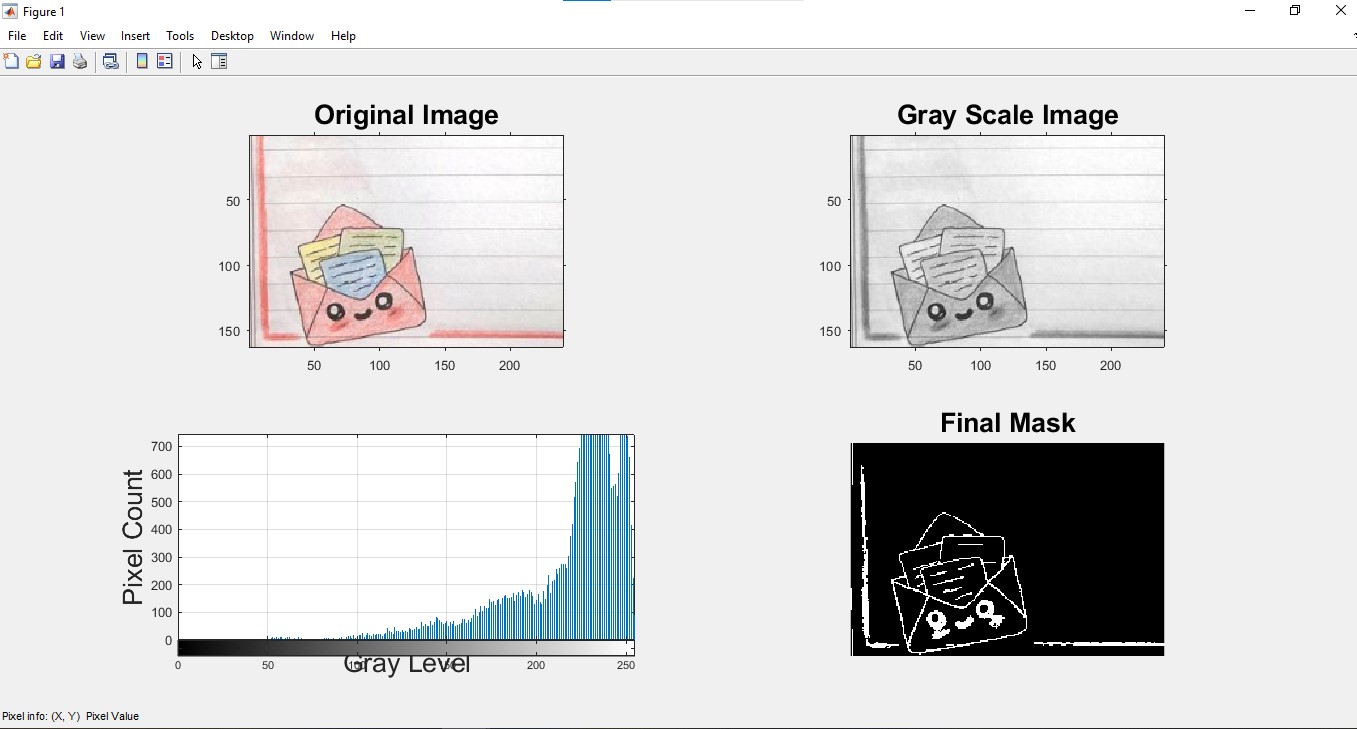 Figure 1
File Edit View Insert Tools Desktop Window Help
Original Image
50
100
150
50 100 150 200
Gray Scale Image
50
100
150
50 100 150 200
Pixel Count
700
600
500
400
300
200
100
0
0 50 100 150 200 250
Gray Level
Final Mask
Pixel info: (X, Y) Pixel Value